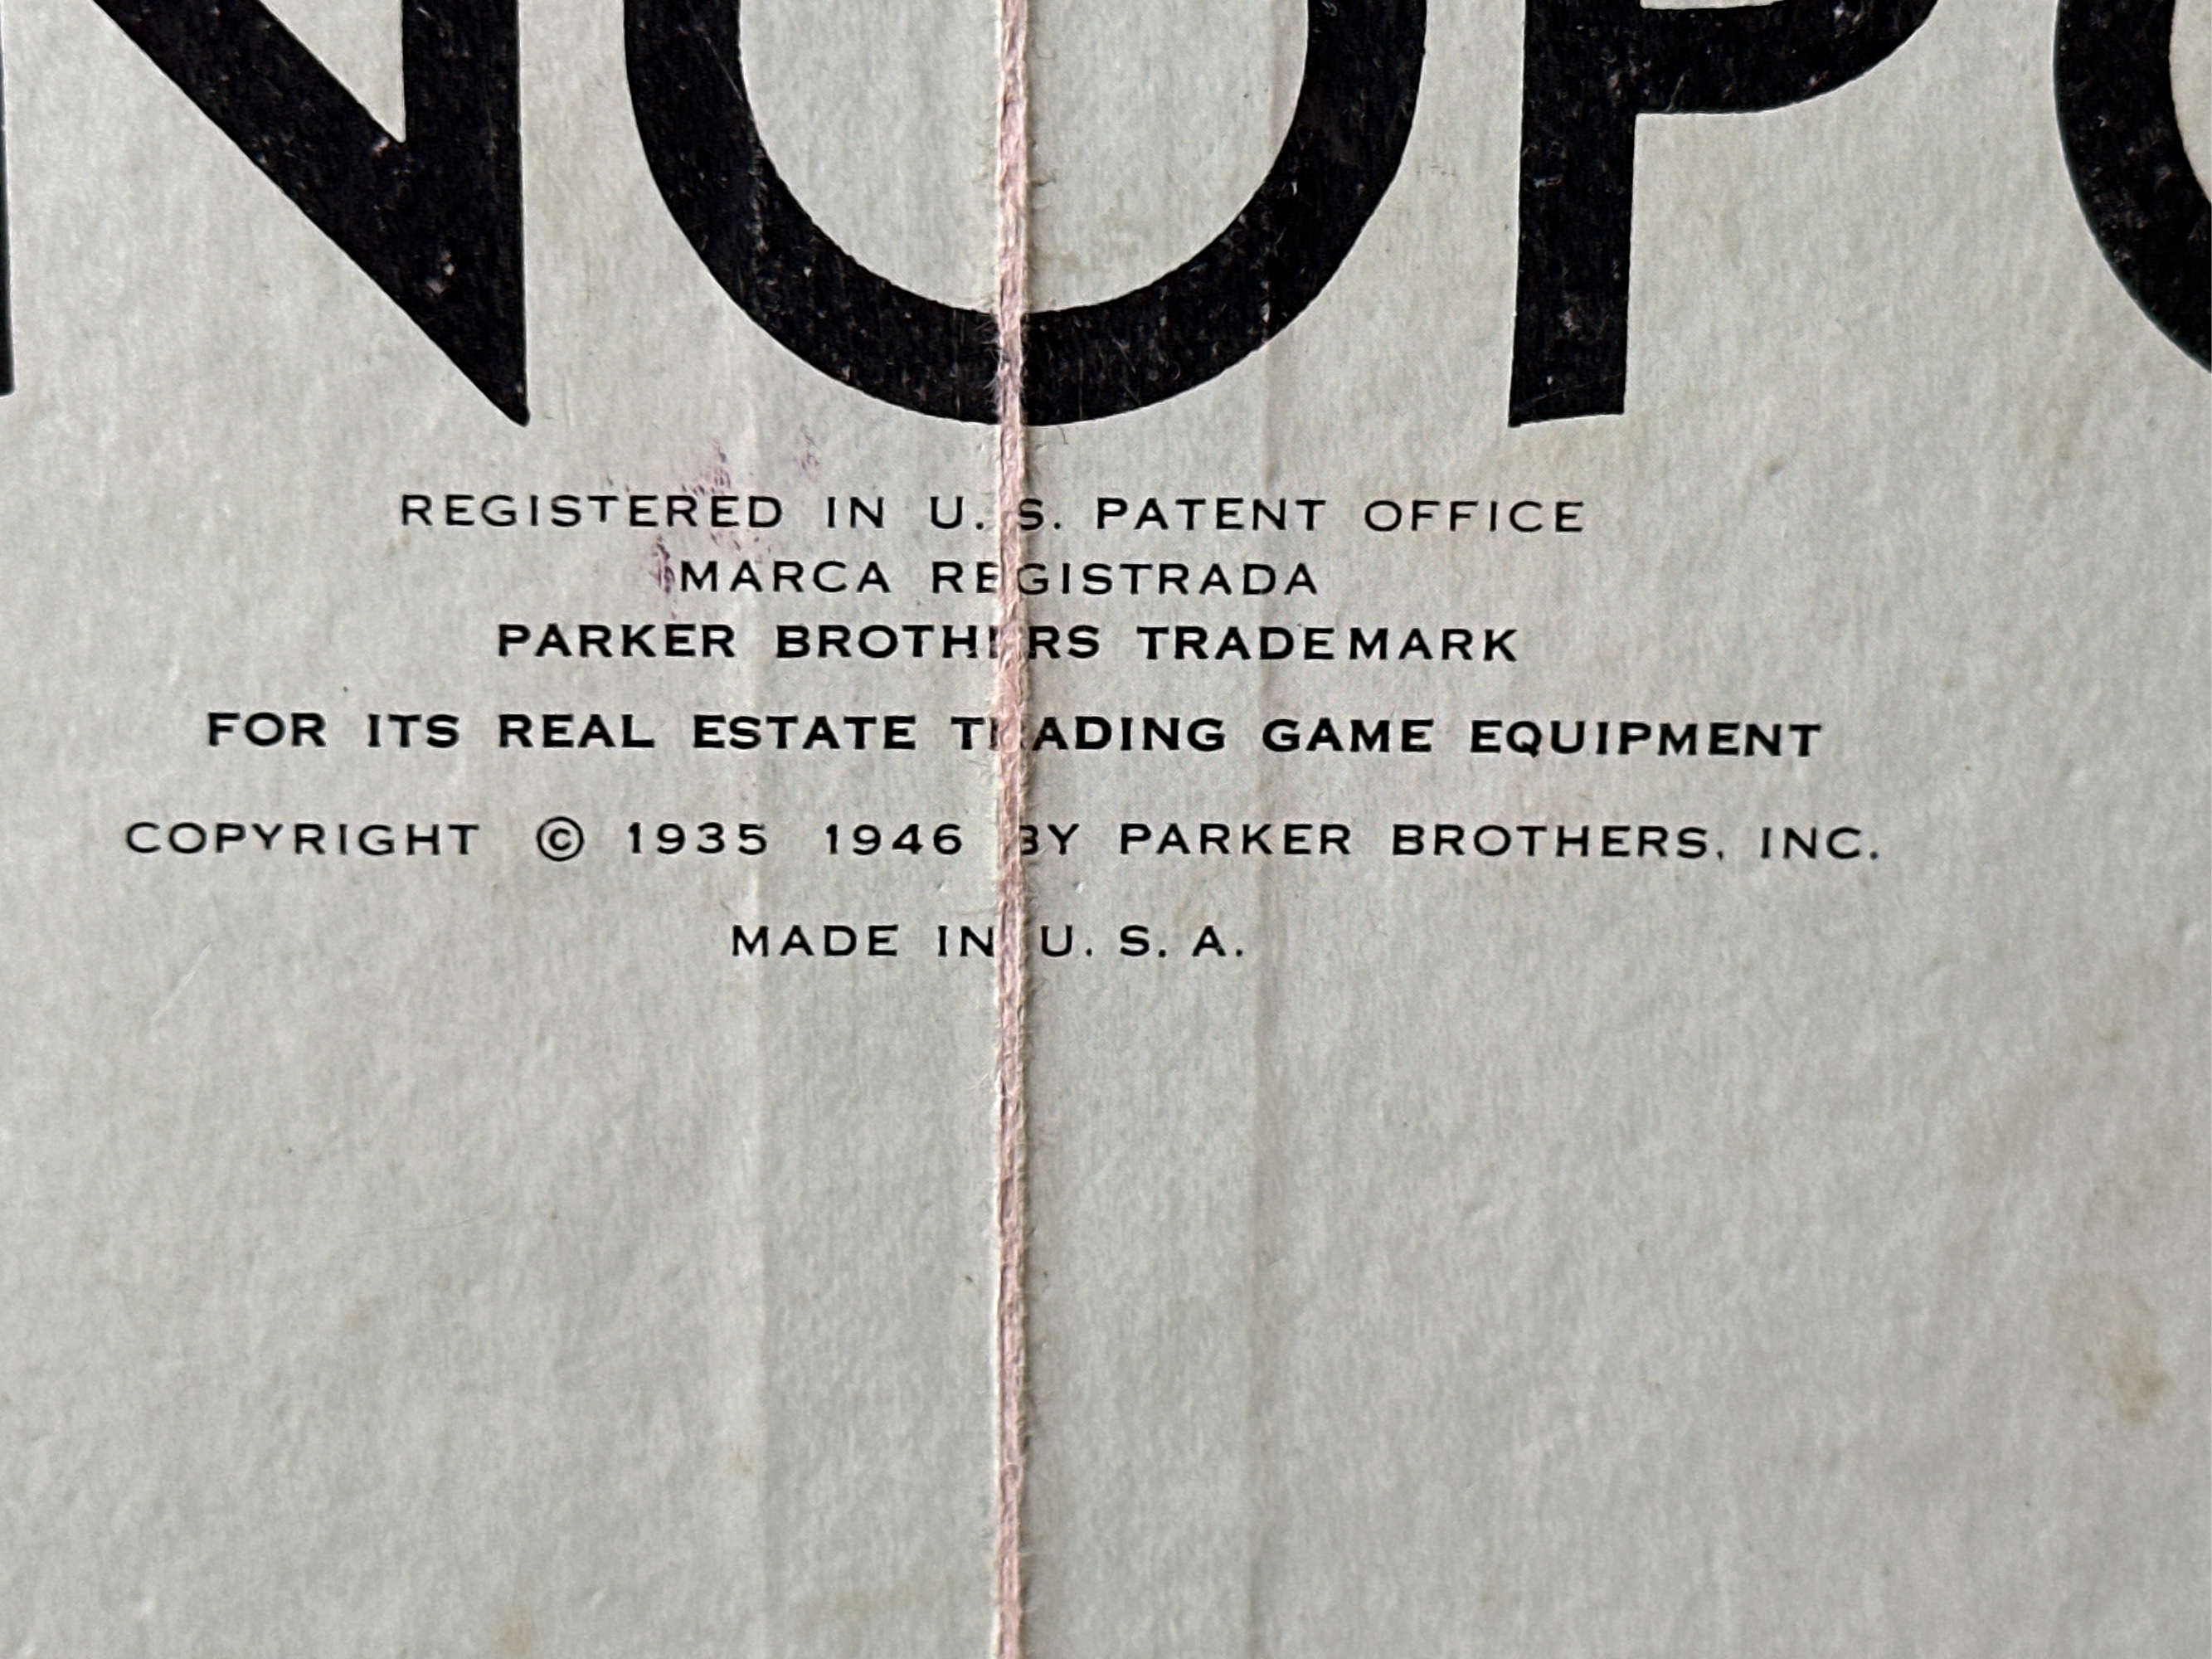 NOPO
REGISTERED IN U. S. PATENT OFFICE
MARCA REGISTRADA
PARKER BROTHERS TRADEMARK
FOR ITS REAL ESTATE TRADING GAME EQUIPMENT
COPYRIGHT © 1935 1946 BY PARKER BROTHERS, INC.
MADE IN U. S. A.